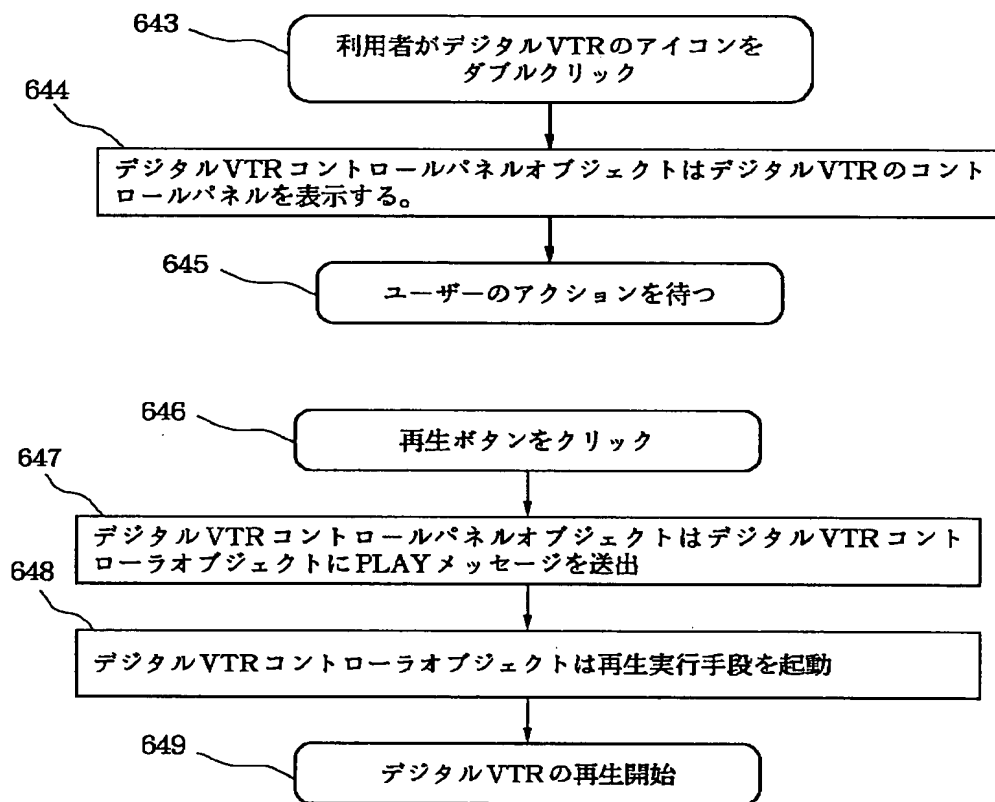 643
利用者がデジタルVTRのアイコンを
ダブルクリック
644
デジタルVTRコントロールパネルオブジェクトはデジタルVTRのコント
ロールパネルを表示する。
645
ユーザーのアクションを待つ
646
再生ボタンをクリック
647
デジタルVTRコントロールパネルオブジェクトはデジタルVTRコント
ローラオブジェクトにPLAYメッセージを送出
648
デジタルVTRコントローラオブジェクトは再生実行手段を起動
649
デジタルVTRの再生開始